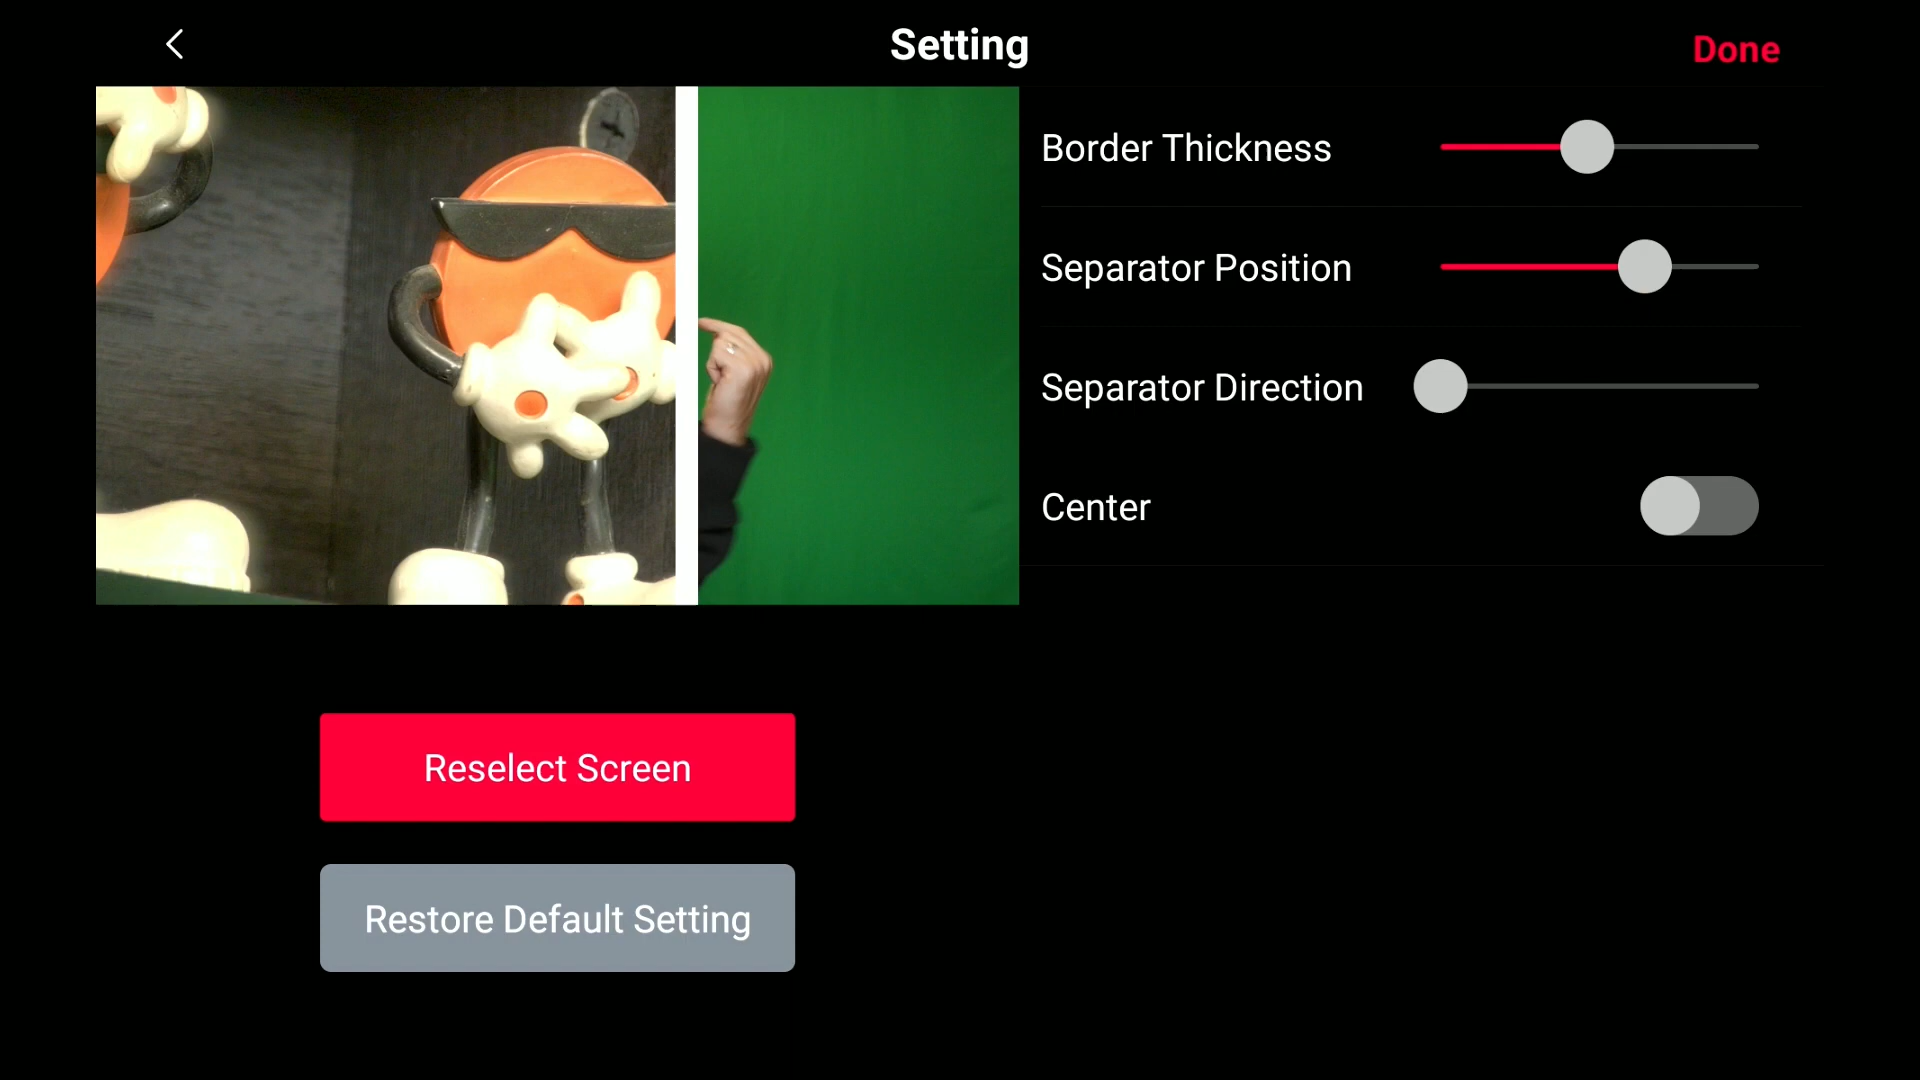 Setting
Done
Border Thickness
Separator Position
Separator Direction
Center
Reselect Screen
Restore Default Setting